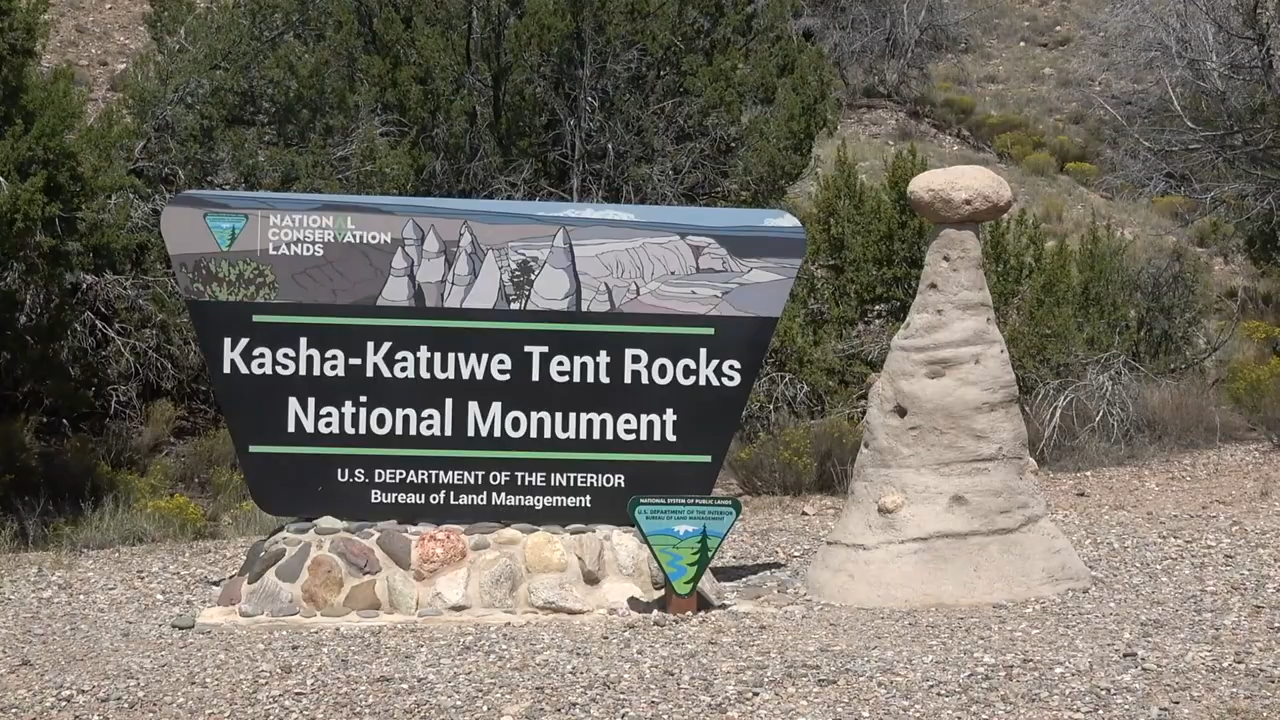 NATIONAL
CONSERVATION
LANDS
Kasha-Katuwe Tent Rocks
National Monument
U.S. DEPARTMENT OF THE INTERIOR
Bureau of Land Management
NATIONAL SYSTEM OF PUBLIC LANDS
U.S. DEPARTMENT OF THE INTERIOR
BUREAU OF LAND MANAGEMENT